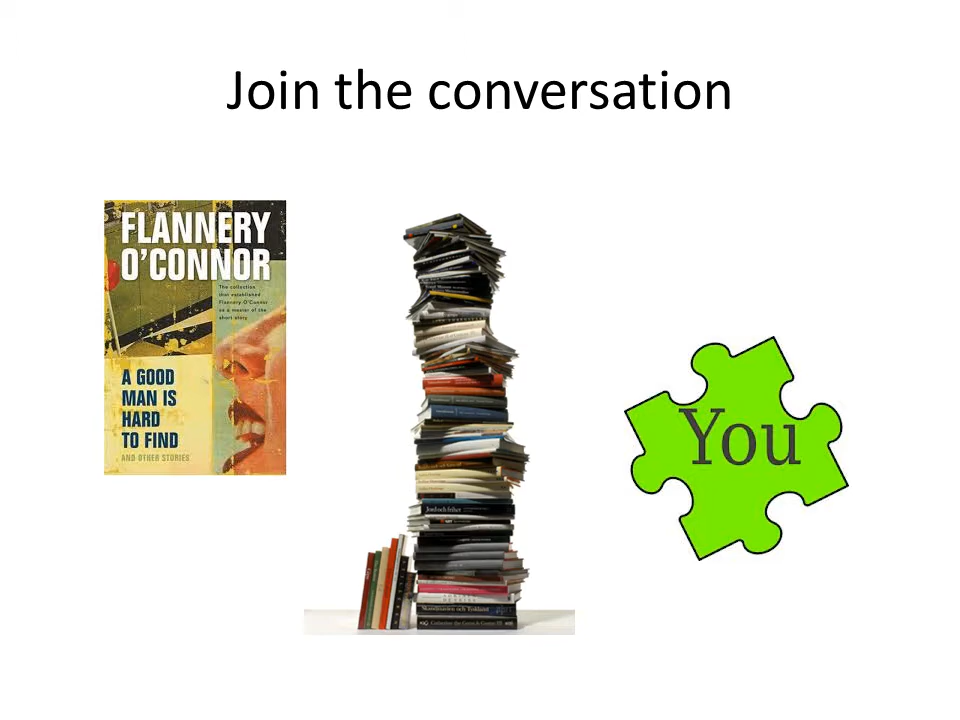 Join the conversation
FLANNERY
O'CONNOR
The collection
that established
Flannery O'Connor
as a master of the
short story
A GOOD
MAN IS
HARD
TO FIND
AND OTHER STORIES
You